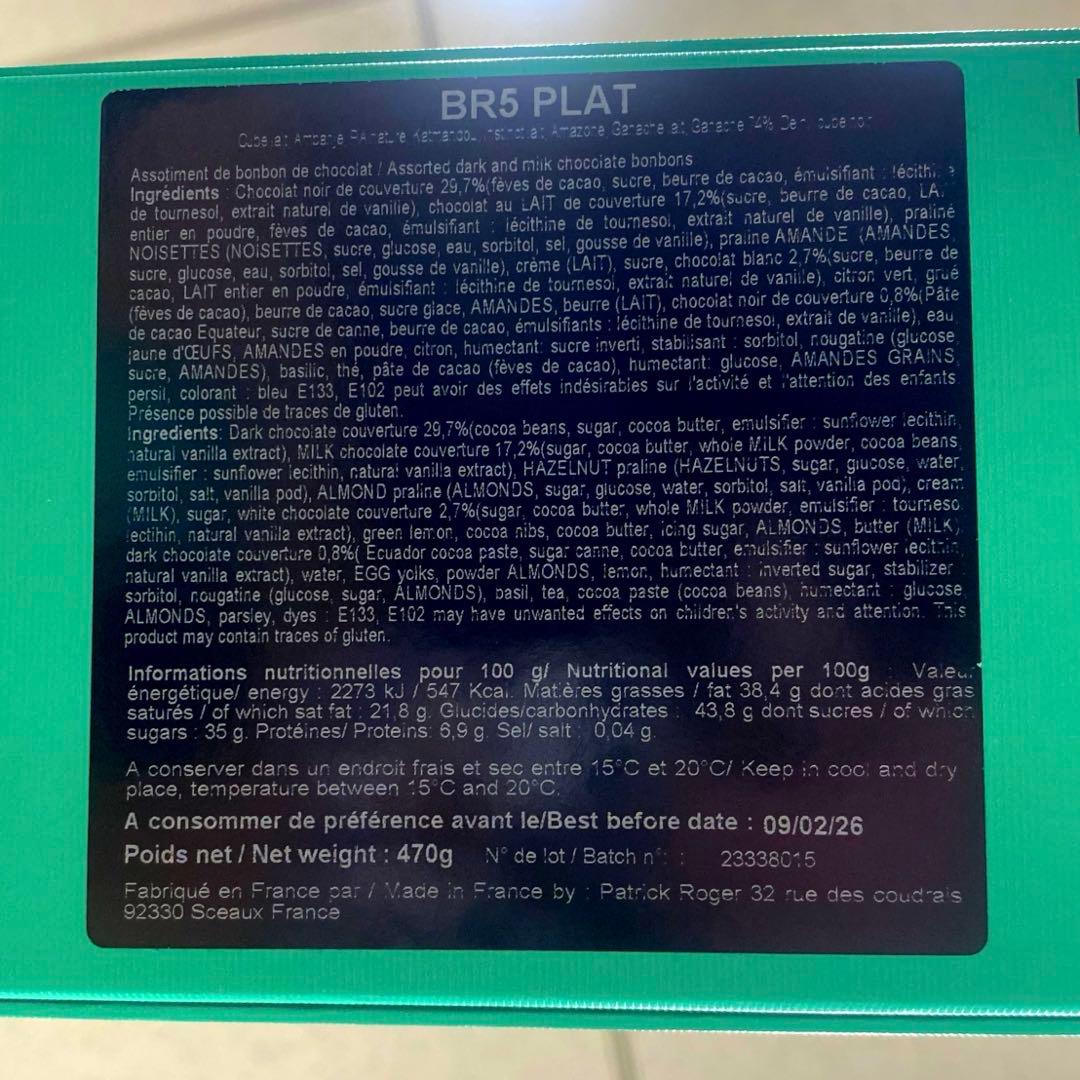 BR5 PLAT
Ambanje Katmandou, Instinct lait, Amazone, Ganache lait, Ganache 74%,
Assotiment de bonbon de chocolat / Assorted dark and milk chocolate bonbons
Ingrédients : Chocolat noir de couverture 29,7%(fèves de cacao, sucre, beurre de cacao, émulsifiant : lécithine
de tournesol, extrait naturel de vanille), chocolat au LAIT de couverture 17,2%(sucre, beurre de cacao, LAIT
entier en poudre, fèves de cacao, émulsifiant : lécithine de tournesol, extrait naturel de vanille), praliné
NOISETTES (NOISETTES, sucre, glucose, eau, sorbitol, sel, gousse de vanille), praline AMANDE (AMANDES,
sucre, glucose, eau, sorbitol, sel, gousse de vanille), crème (LAIT), sucre, chocolat blanc 2,7%(sucre, beurre de
cacao, LAIT entier en poudre, émulsifiant : lécithine de tournesol, extrait naturel de vanille), citron vert, grué
(fèves de cacao), beurre de cacao, sucre glace, AMANDES, beurre (LAIT), chocolat noir de couverture 0,8%(Pâte
de cacao Equateur, sucre de canne, beurre de cacao, émulsifiants : lécithine de tournesol, extrait de vanille), eau
jaune d'ŒUFS, AMANDES en poudre, citron, humectant: sucre inverti, stabilisant : sorbitol, nougatine (glucose
sucre, AMANDES), basilic, thé, pâte de cacao (fèves de cacao), humectant: glucose, AMANDES GRAINS,
persil, colorant : bleu E133, E102 peut avoir des effets indésirables sur l'activité et l'attention des enfants.
Présence possible de traces de gluten.
Ingredients: Dark chocolate couverture 29,7%(cocoa beans, sugar, cocoa butter, emulsifier : sunflower lecithin,
natural vanilla extract), MILK chocolate couverture 17,2%(sugar, cocoa butter, whole MILK powder, cocoa beans,
emulsifier : sunflower lecithin, natural vanilla extract), HAZELNUT praline (HAZELNUTS, sugar, glucose, water,
sorbitol, salt, vanilla pod), ALMOND praline (ALMONDS, sugar, glucose, water, sorbitol, salt, vanilla pod), cream
(MILK), sugar, white chocolate couverture 2,7%(sugar, cocoa butter, whole MILK powder, emulsifier : tournesol
lectihin, natural vanilla extract), green lemon, cocoa nibs, cocoa butter, icing sugar, ALMONDS, butter (MILK)
dark chocolate couverture 0,8%( Ecuador cocoa paste, sugar canne, cocoa butter, emulsifier : sunflower lecithin,
natural vanilla extract), water, EGG yolks, powder ALMONDS, lemon, humectant : inverted sugar, stabilizer
sorbitol, nougatine (glucose, sugar, ALMONDS), basil, tea, cocoa paste (cocoa beans), humectant : glucose
ALMONDS, parsley, dyes : E133, E102 may have unwanted effects on children's activity and attention. This
product may contain traces of gluten.
Informations nutritionnelles pour 100 g/ Nutritional values per 100g : Valeur
énergétique/ energy : 2273 kJ / 547 Kcal. Matières grasses / fat 38,4 g dont acides gras
saturés / of which sat fat : 21,8 g. Glucides/carbonhydrates : 43,8 g dont sucres / of which
sugars : 35 g. Protéines/ Proteins: 6,9 g. Sel/ salt : 0,04 g.
A conserver dans un endroit frais et sec entre 15°C et 20°C/ Keep in cool and dry
place, temperature between 15°C and 20°C.
A consommer de préférence avant le/Best before date : 09/02/26
Poids net / Net weight : 470g N° de lot / Batch n° : 23338015
Fabriqué en France par / Made in France by : Patrick Roger 32 rue des coudrais
92330 Sceaux France